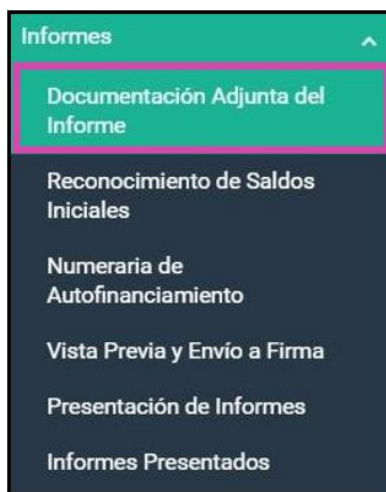 Informes
Documentación Adjunta del
Informe
Reconocimiento de Saldos
Iniciales
Numeraria de
Autofinanciamiento
Vista Previa y Envío a Firma
Presentación de Informes
Informes Presentados